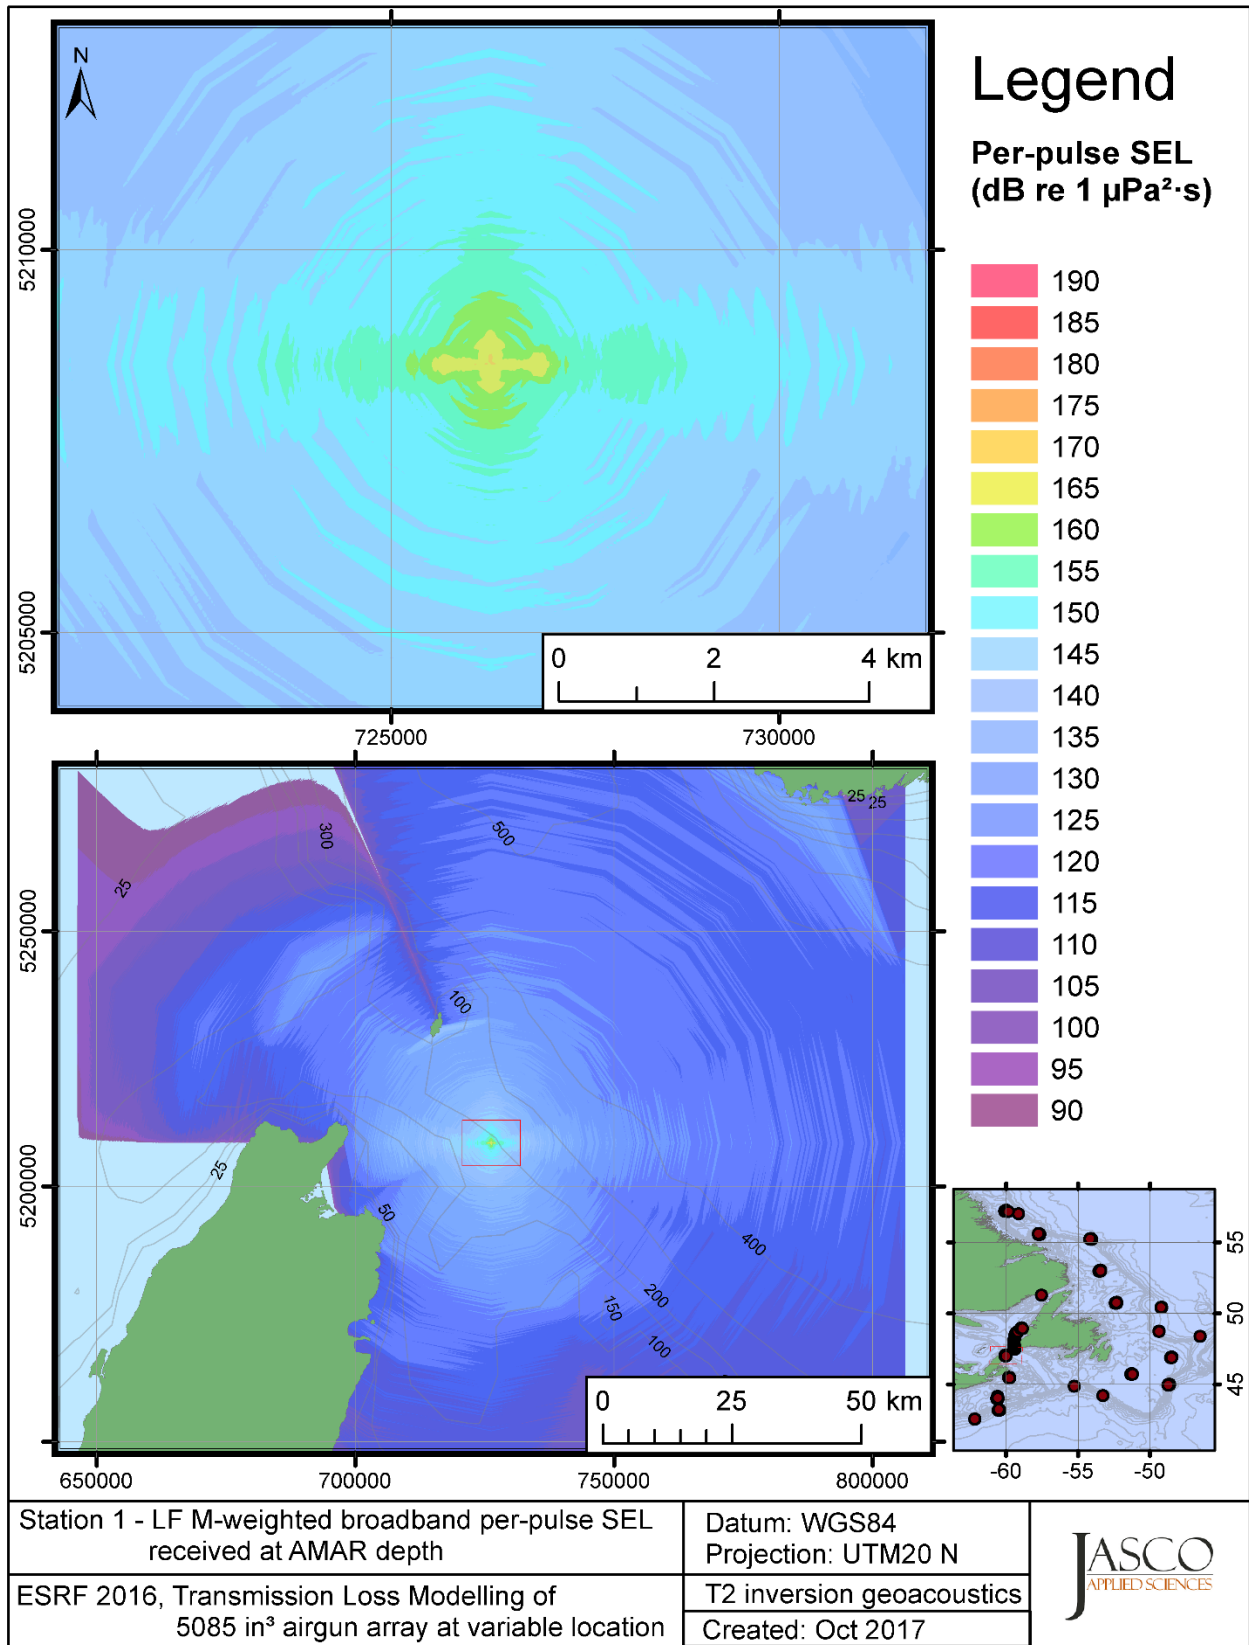 N
5210000
5205000
0 2 4 km
725000 730000
Legend
Per-pulse SEL
(dB re 1 µPa²·s)
190
185
180
175
170
165
160
155
150
145
140
135
130
125
120
115
110
105
100
95
90
25
300
500
25
25
100
25
50
400
200
150
100
5250000
5200000
0 25 50 km
650000 700000 750000 800000
55
50
45
-60 -55 -50
Station 1 - LF M-weighted broadband per-pulse SEL
received at AMAR depth
ESRF 2016, Transmission Loss Modelling of
5085 in³ airgun array at variable location
Datum: WGS84
Projection: UTM20 N
T2 inversion geoacoustics
Created: Oct 2017
JASCO
APPLIED SCIENCES